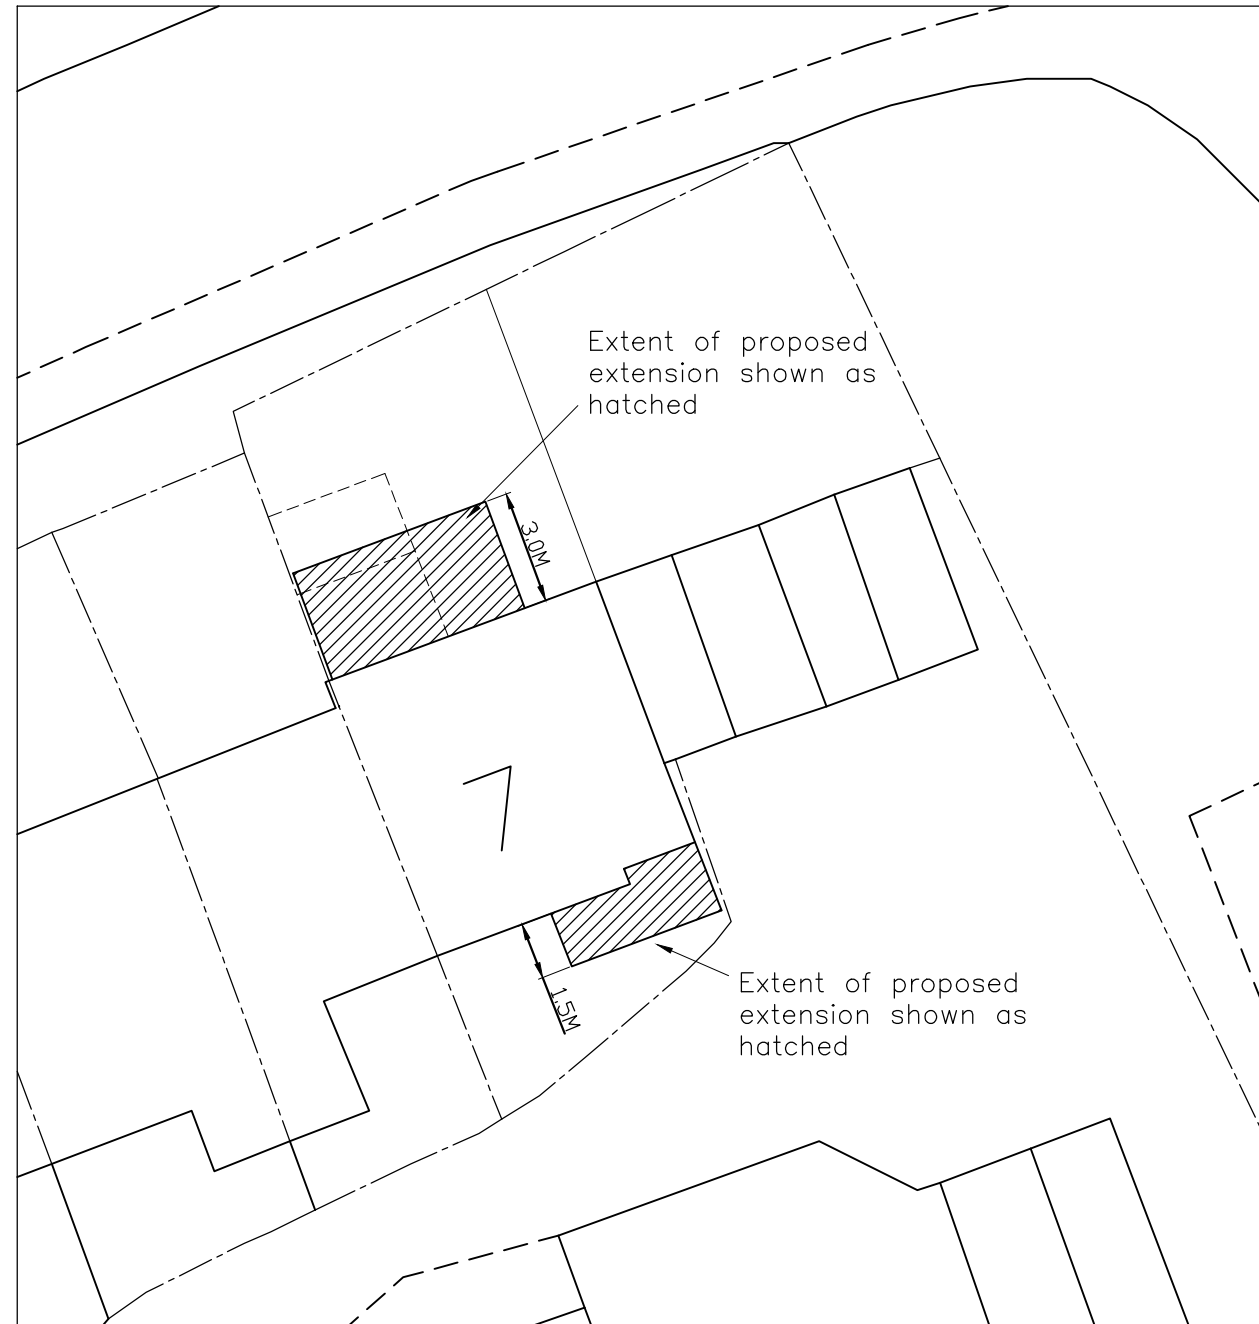 Extent of proposed
extension shown as
hatched
3.0M
7
1.5M
Extent of proposed
extension shown as
hatched